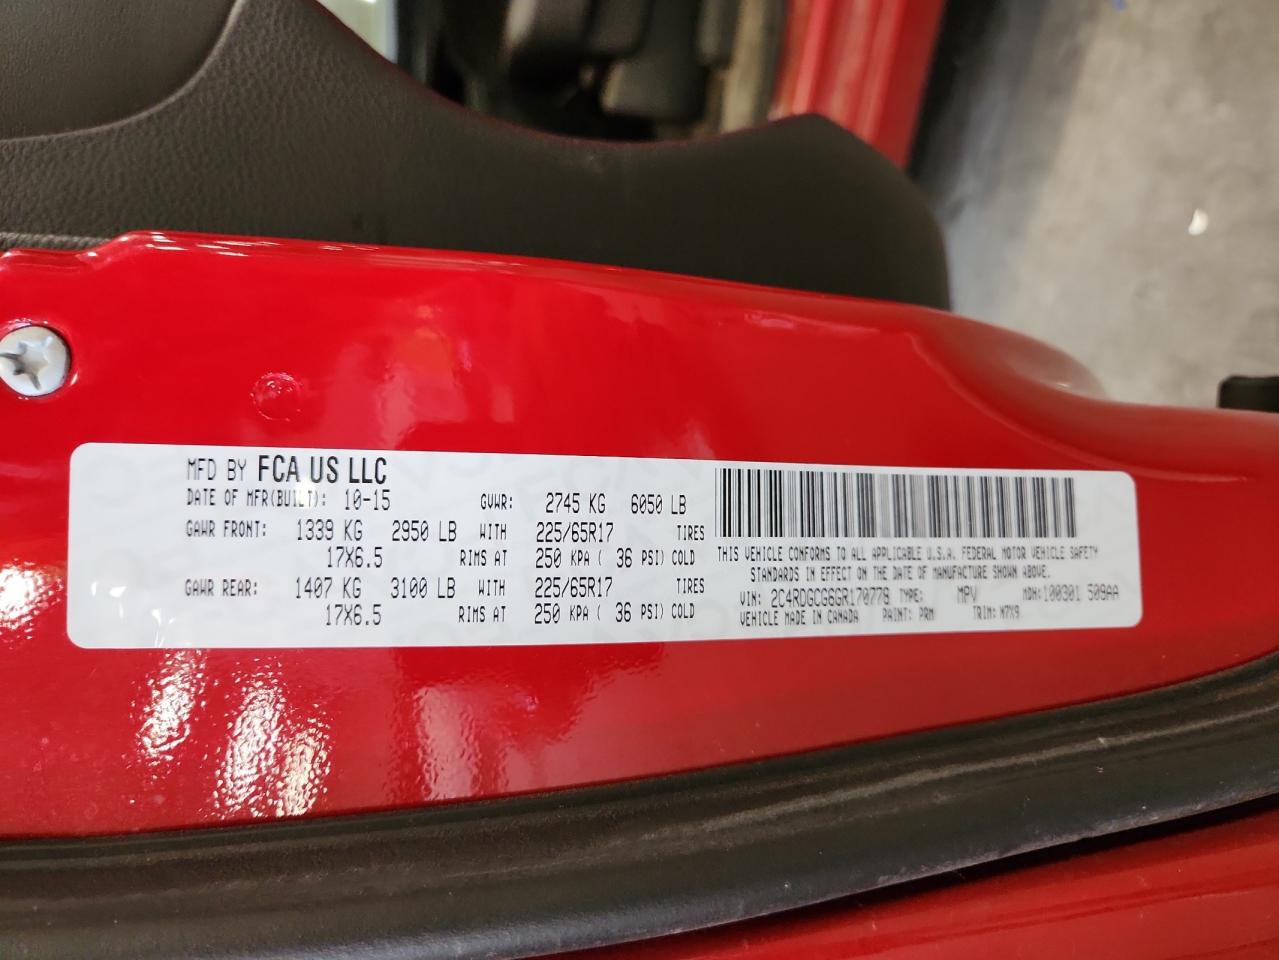 MFD BY FCA US LLC
DATE OF MFR(BUILT): 10-15 GVWR: 2745 KG 6050 LB
GAWR FRONT: 1339 KG 2950 LB WITH 225/65R17 TIRES
17X6.5 RIMS AT 250 KPA ( 36 PSI) COLD
GAWR REAR: 1407 KG 3100 LB WITH 225/65R17 TIRES
17X6.5 RIMS AT 250 KPA ( 36 PSI) COLD
THIS VEHICLE CONFORMS TO ALL APPLICABLE U.S.A. FEDERAL MOTOR VEHICLE SAFETY
STANDARDS IN EFFECT ON THE DATE OF MANUFACTURE SHOWN ABOVE.
VIN: 2C4RDGCG6GR170779 TYPE: MPV MDH: 100301 509AA
VEHICLE MADE IN CANADA PAINT: PRM TRIM: M7X9